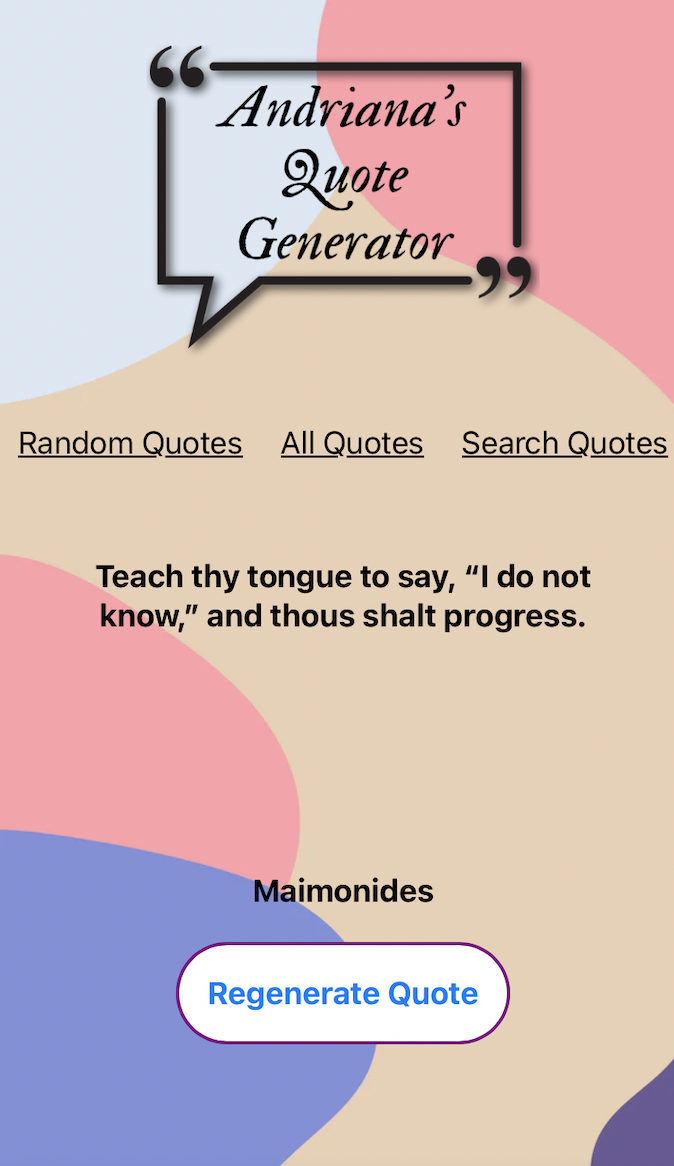 Andriana’s
Quote
Generator
Random Quotes All Quotes Search Quotes
Teach thy tongue to say, “I do not
know,” and thous shalt progress.
Maimonides
Regenerate Quote